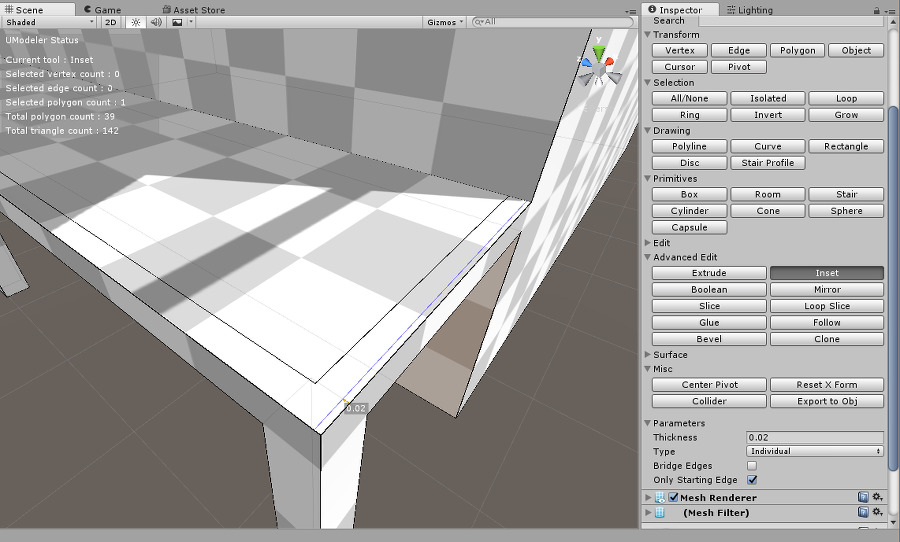 Scene Game Asset Store
Shaded 2D Gizmos All
UModeler Status
Current tool : Inset
Selected vertex count : 0
Selected edge count : 0
Selected polygon count : 1
Total polygon count : 39
Total triangle count : 142
y
0.02
Inspector Lighting
Search
Transform
Vertex Edge Polygon Object
Cursor Pivot
Selection
All/None Isolated Loop
Ring Invert Grow
Drawing
Polyline Curve Rectangle
Disc Stair Profile
Primitives
Box Room Stair
Cylinder Cone Sphere
Capsule
Edit
Advanced Edit
Extrude Inset
Boolean Mirror
Slice Loop Slice
Glue Follow
Bevel Clone
Surface
Misc
Center Pivot Reset X Form
Collider Export to Obj
Parameters
Thickness 0.02
Type Individual
Bridge Edges
Only Starting Edge
Mesh Renderer
(Mesh Filter)